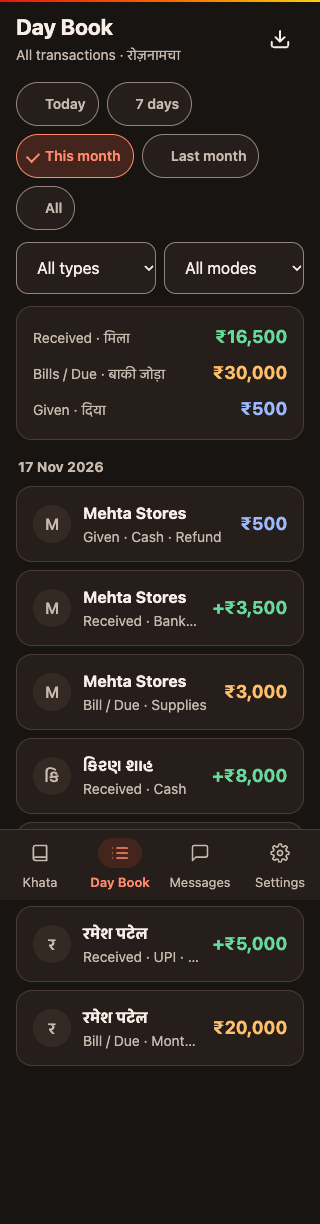 Day Book
All transactions · रोज़नामचा
Today
7 days
This month
Last month
All
All types
All modes
Received · मिला
₹16,500
Bills / Due · बाकी जोड़ा
₹30,000
Given · दिया
₹500
17 Nov 2026
M
Mehta Stores
₹500
Given · Cash · Refund
M
Mehta Stores
+₹3,500
Received · Bank...
M
Mehta Stores
₹3,000
Bill / Due · Supplies
કિ
કિરણ શાહ
+₹8,000
Received · Cash
Khata
Day Book
Messages
Settings
र
रमेश पटेल
+₹5,000
Received · UPI · ...
र
रमेश पटेल
₹20,000
Bill / Due · Mont...